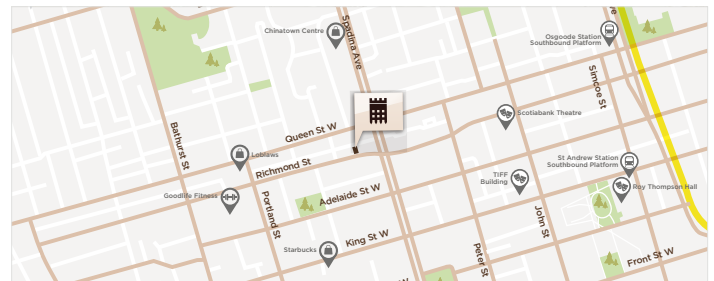 Chinatown Centre
Spadina Ave
Osgoode Station
Southbound Platform
Simcoe St
Scotiabank Theatre
Queen St W
Bathurst St
Loblaws
Richmond St
St Andrew Station
Southbound Platform
TIFF
Building
Roy Thompson Hall
Goodlife Fitness
Portland St
Adelaide St W
John St
King St W
Starbucks
Peter St
Front St W